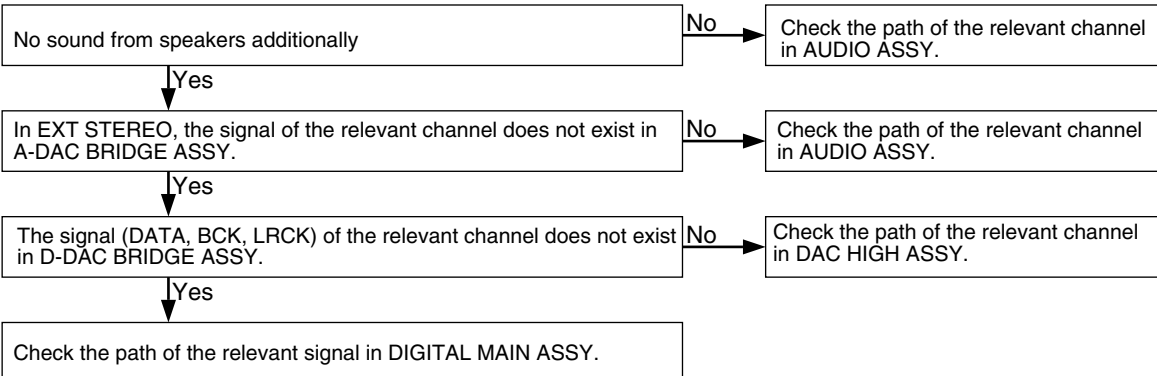 No sound from speakers additionally
No
Check the path of the relevant channel
in AUDIO ASSY.
Yes
In EXT STEREO, the signal of the relevant channel does not exist in
A-DAC BRIDGE ASSY.
No
Check the path of the relevant channel
in AUDIO ASSY.
Yes
The signal (DATA, BCK, LRCK) of the relevant channel does not exist
in D-DAC BRIDGE ASSY.
No
Check the path of the relevant channel
in DAC HIGH ASSY.
Yes
Check the path of the relevant signal in DIGITAL MAIN ASSY.